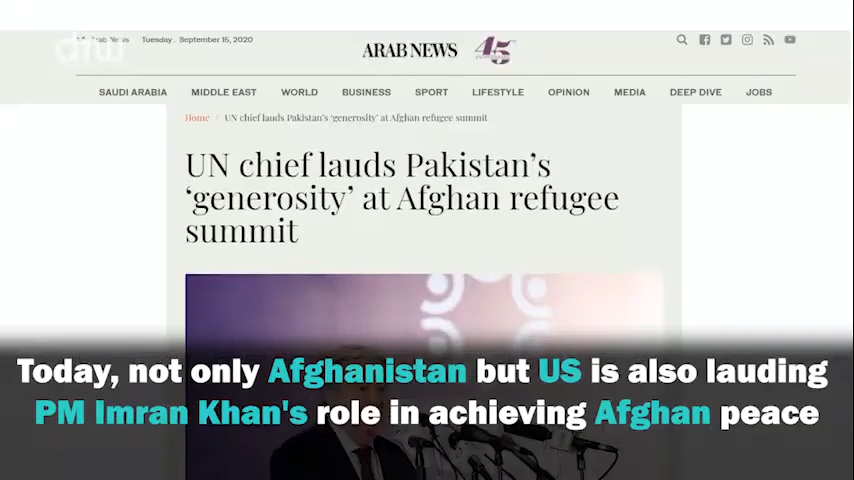 Arab News Tuesday . September 15, 2020
ARAB NEWS 45
SAUDI ARABIA MIDDLE EAST WORLD BUSINESS SPORT LIFESTYLE OPINION MEDIA DEEP DIVE JOBS
Home / UN chief lauds Pakistan's 'generosity' at Afghan refugee summit
UN chief lauds Pakistan's
'generosity' at Afghan refugee
summit
Today, not only Afghanistan but US is also lauding
PM Imran Khan's role in achieving Afghan peace